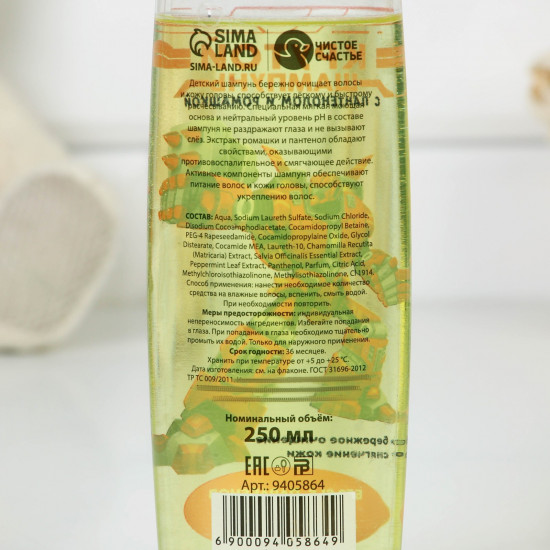 SIMA
LAND
SIMA-LAND.RU
ЧИСТОЕ
СЧАСТЬЕ
Детский шампунь бережно очищает волосы
и кожу головы, способствует лёгкому и быстрому
расчёсыванию. Специальная мягкая моющая
основа и нейтральный уровень pH в составе
шампуня не раздражают глаза и не вызывают
слёз. Экстракт ромашки и пантенол обладают
свойствами, оказывающими
противовоспалительное и смягчающее действие.
Активные компоненты шампуня обеспечивают
питание волос и кожи головы, способствуют
укреплению волос.
СОСТАВ: Aqua, Sodium Laureth Sulfate, Sodium Chloride,
Disodium Cocoamphodiacetate, Cocamidopropyl Betaine,
PEG-4 Rapeseedamide, Cocamidopropylaine Oxide, Glycol
Distearate, Cocamide MEA, Laureth-10, Chamomilla Recutita
(Matricaria) Extract, Salvia Officinalis Essential Extract,
Peppermint Leaf Extract, Panthenol, Parfum, Citric Acid,
Methylchloroisothiazolinone, Methylisothiazolinone, CI 1914.
Способ применения: нанести необходимое количество
средства на влажные волосы, вспенить, смыть водой.
При необходимости повторить.
Меры предосторожности: индивидуальная
непереносимость ингредиентов. Избегайте попадания
в глаза. При попадании в глаза необходимо тщательно
промыть их водой. Только для наружного применения.
Срок годности: 36 месяцев.
Хранить при температуре от +5 до +25 °C.
Дата изготовления: см. на флаконе. ГОСТ 31696-2012
ТР ТС 009/2011
Номинальный объём:
250 мл
EAC
Арт.: 9405864
6 900094 058649